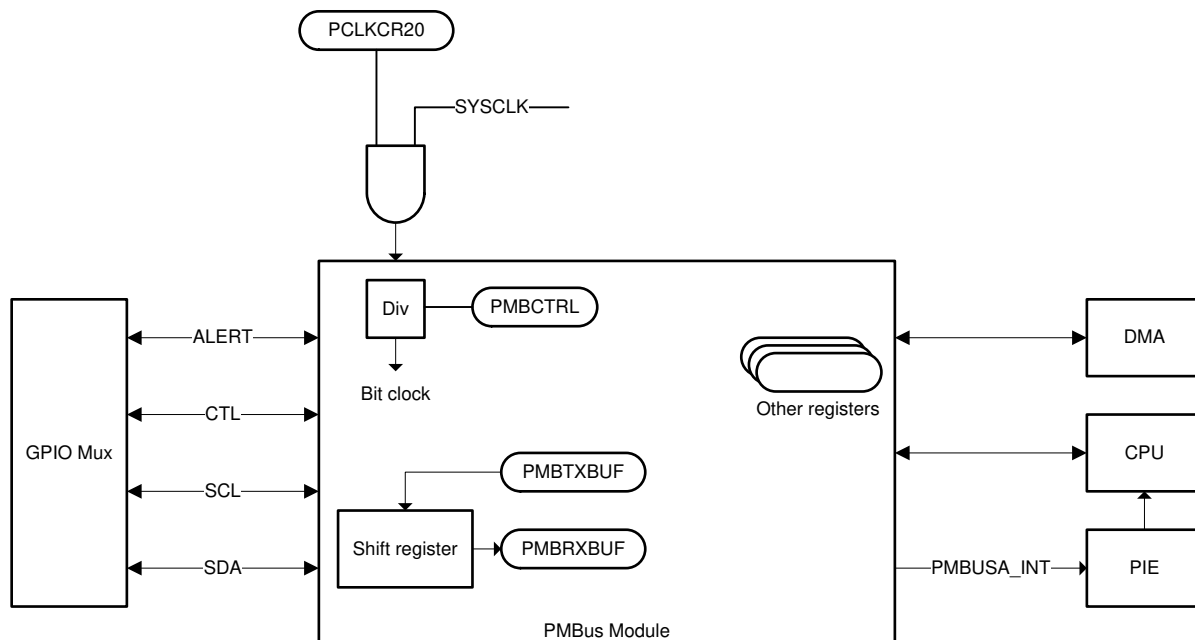 PCLKCR20
SYSCLK
Div
PMBCTRL
ALERT
DMA
Bit clock
Other registers
CTL
GPIO Mux
CPU
PMBTXBUF
SCL
Shift register
PMBRXBUF
SDA
PMBUSA_INT
PIE
PMBus Module